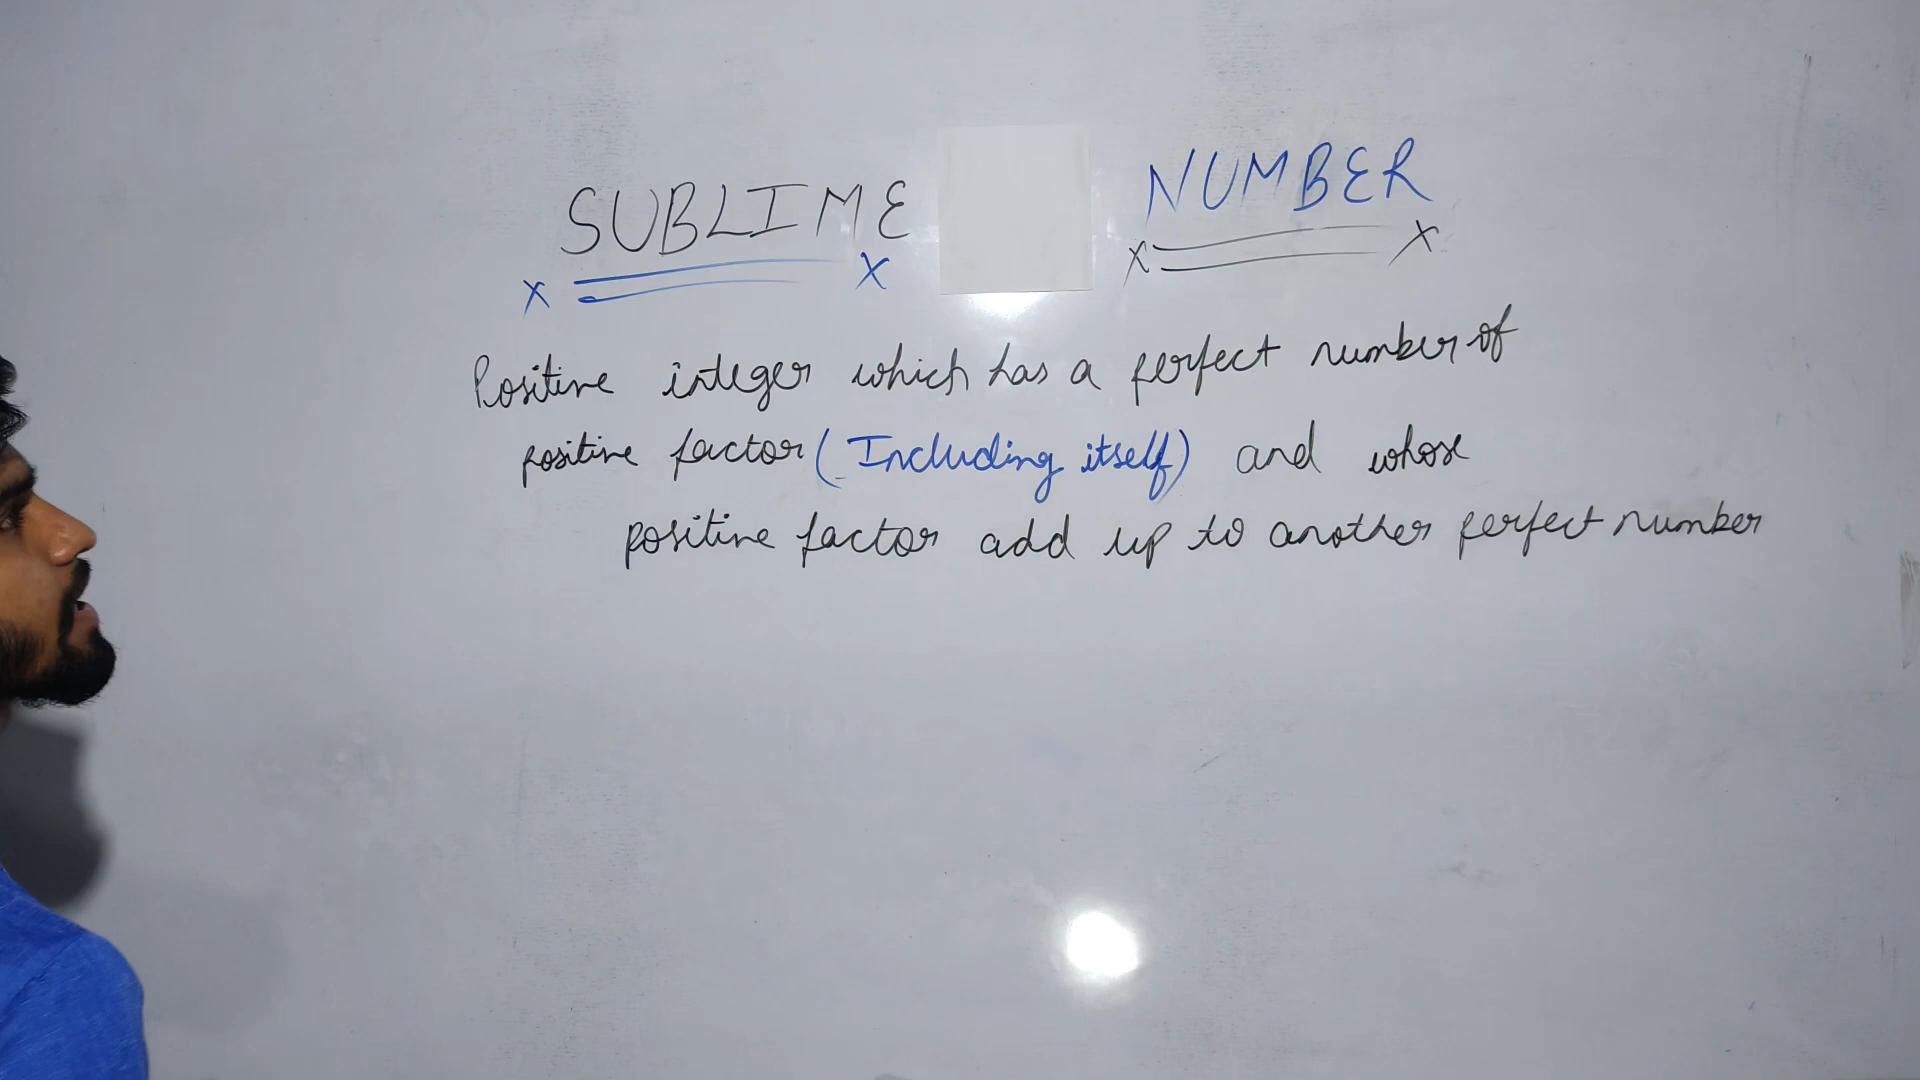 SUBLIME NUMBER
Positive integer which has a perfect number of
positive factor (Including itself) and whose
positive factor add up to another perfect number